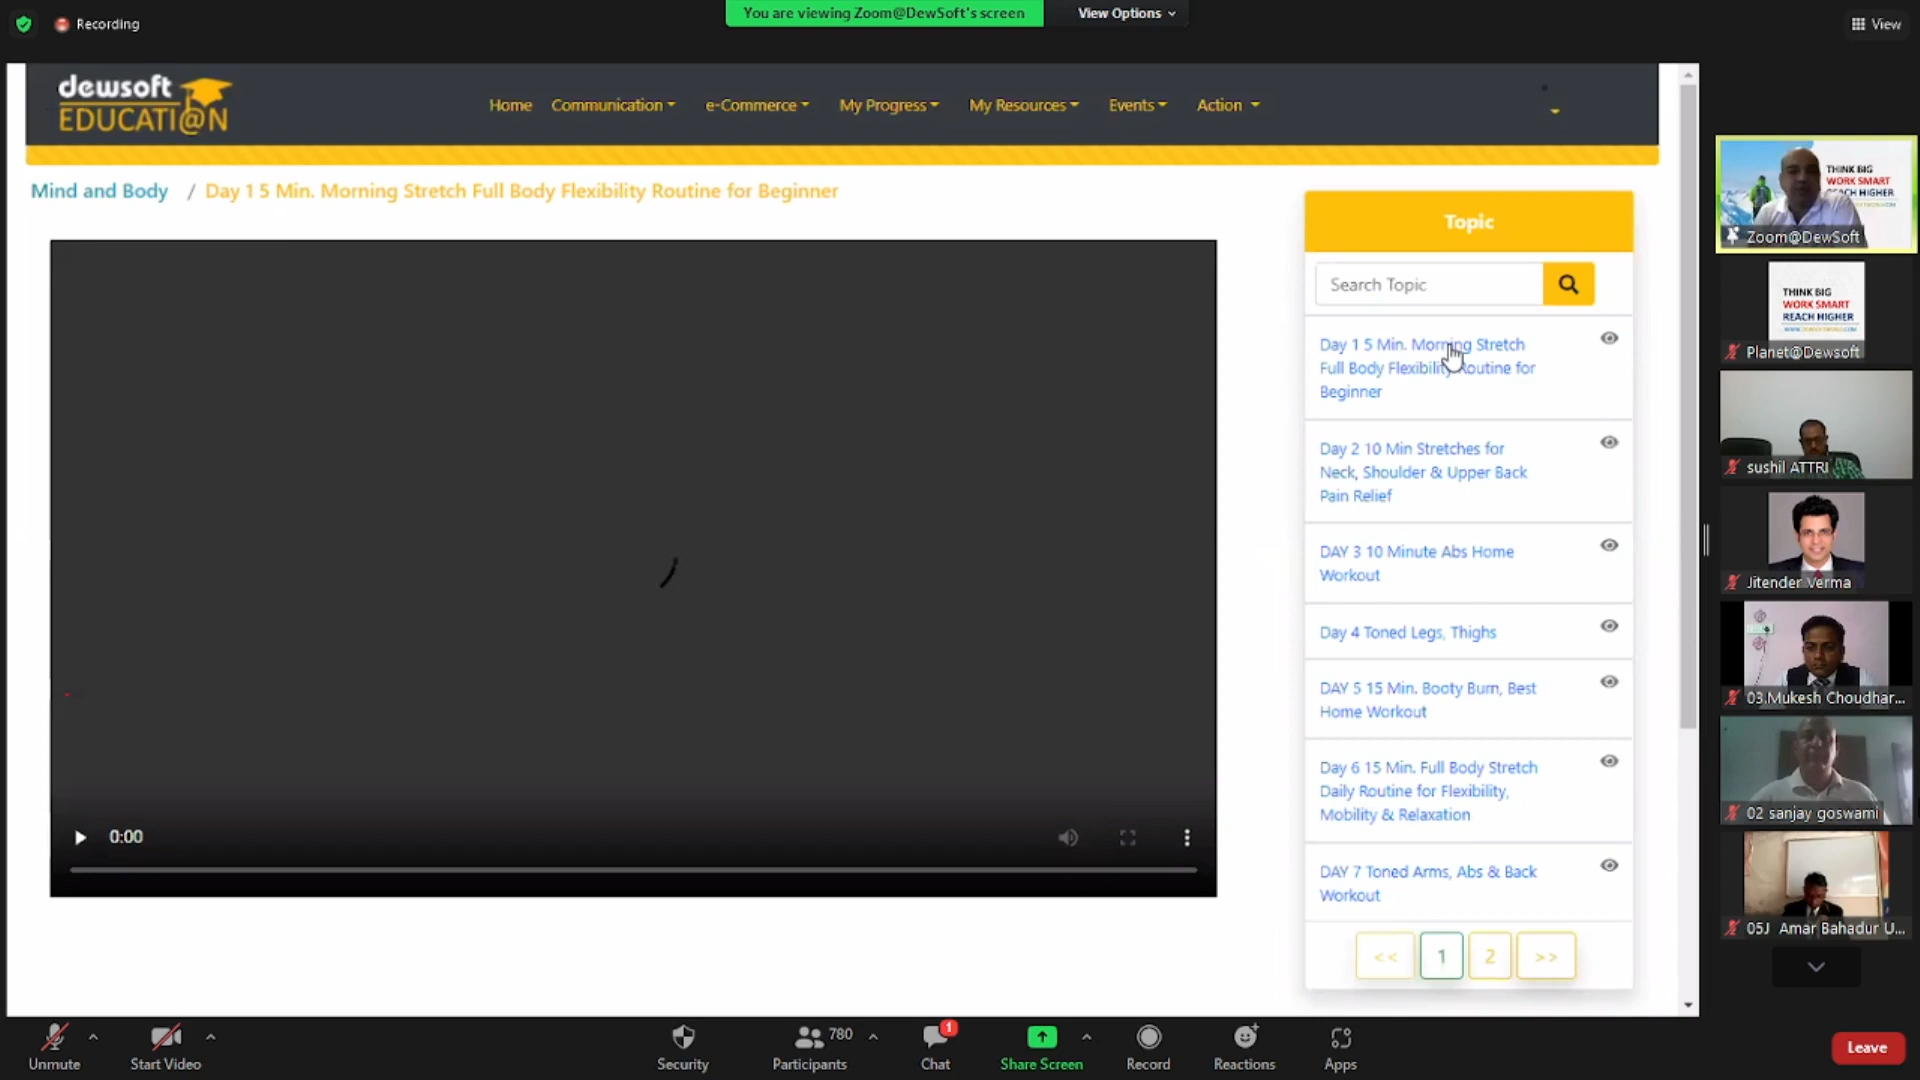 Recording
You are viewing Zoom@DewSoft's screen
View Options
View
dewsoft
EDUCATI@N
Home
Communication
e-Commerce
My Progress
My Resources
Events
Action
Mind and Body / Day 1 5 Min. Morning Stretch Full Body Flexibility Routine for Beginner
0:00
Topic
Search Topic
Day 1 5 Min. Morning Stretch
Full Body Flexibility Routine for
Beginner
Day 2 10 Min Stretches for
Neck, Shoulder & Upper Back
Pain Relief
DAY 3 10 Minute Abs Home
Workout
Day 4 Toned Legs, Thighs
DAY 5 15 Min. Booty Burn, Best
Home Workout
Day 6 15 Min. Full Body Stretch
Daily Routine for Flexibility,
Mobility & Relaxation
DAY 7 Toned Arms, Abs & Back
Workout
<< 1 2 >>
THINK BIG
WORK SMART
REACH HIGHER
Zoom@DewSoft
THINK BIG
WORK SMART
REACH HIGHER
Planet@Dewsoft
sushil ATTRI
Jitender Verma
03.Mukesh Choudhar...
02 sanjay goswami
05J Amar Bahadur U...
Unmute
Start Video
Security
780
Participants
1
Chat
Share Screen
Record
Reactions
Apps
Leave